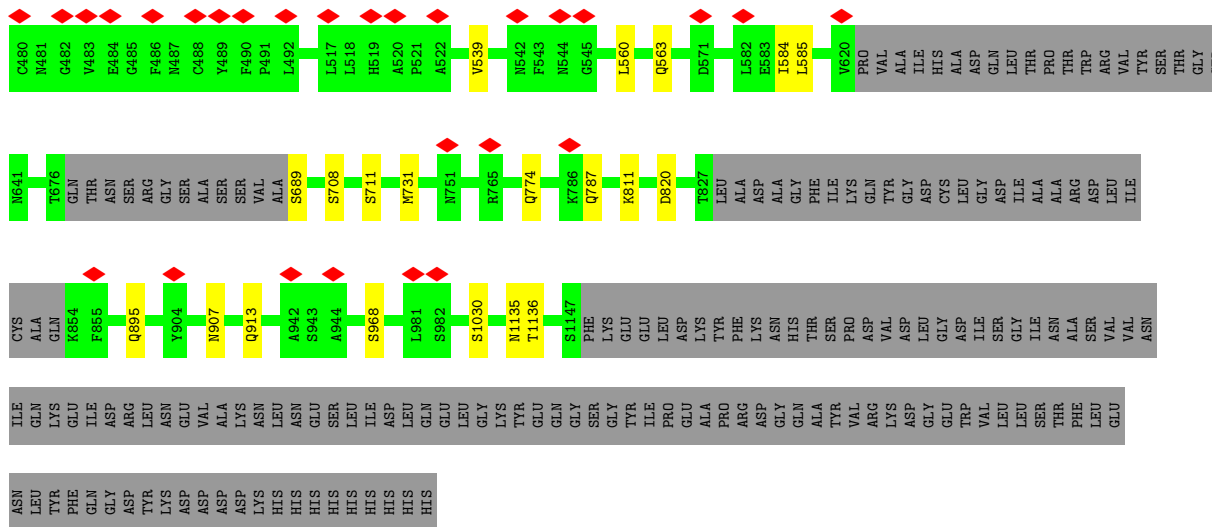 C480 N481 G482 V483 E484 G485 F486 N487 C488 Y489 F490 P491 L492 L517 L518 H519 A520 P521 A522 V539 N542 F543 N544 G545 L560 Q563 D571 L582 E583 I584 L585 V620 PRO VAL ALA ILE HIS ALA ASP GLN LEU THR PRO THR TRP ARG VAL TYR SER THR GLY
N641 T676 GLN THR ASN SER ARG GLY SER ALA SER SER VAL ALA S689 S708 S711 M731 N751 R765 Q774 K786 Q787 K811 D820 T827 LEU ALA ASP ALA GLY PHE ILE LYS GLN TYR GLY ASP CYS LEU GLY ASP ILE ALA ALA ARG ASP LEU ILE
CYS ALA GLN K854 F855 Q895 Y904 N907 Q913 A942 S943 A944 S968 L981 S982 S1030 N1135 T1136 S1147 PHE LYS GLU GLU LEU ASP LYS TYR PHE LYS ASN HIS THR SER PRO ASP VAL ASP LEU GLY ASP ILE SER GLY ILE ASN ALA SER VAL VAL ASN
ILE GLN LYS GLU ILE ASP ARG LEU ASN GLU VAL ALA LYS ASN LEU ASN GLU SER LEU ILE ASP LEU GLN GLU LEU GLY LYS TYR GLU GLN GLY SER GLY TYR ILE PRO GLU ALA PRO ARG ASP GLY GLN ALA TYR VAL ARG LYS ASP GLY GLU TRP VAL LEU LEU SER THR PHE LEU GLU
ASN LEU TYR PHE GLN GLY ASP TYR LYS ASP ASP ASP ASP LYS HIS HIS HIS HIS HIS HIS HIS HIS